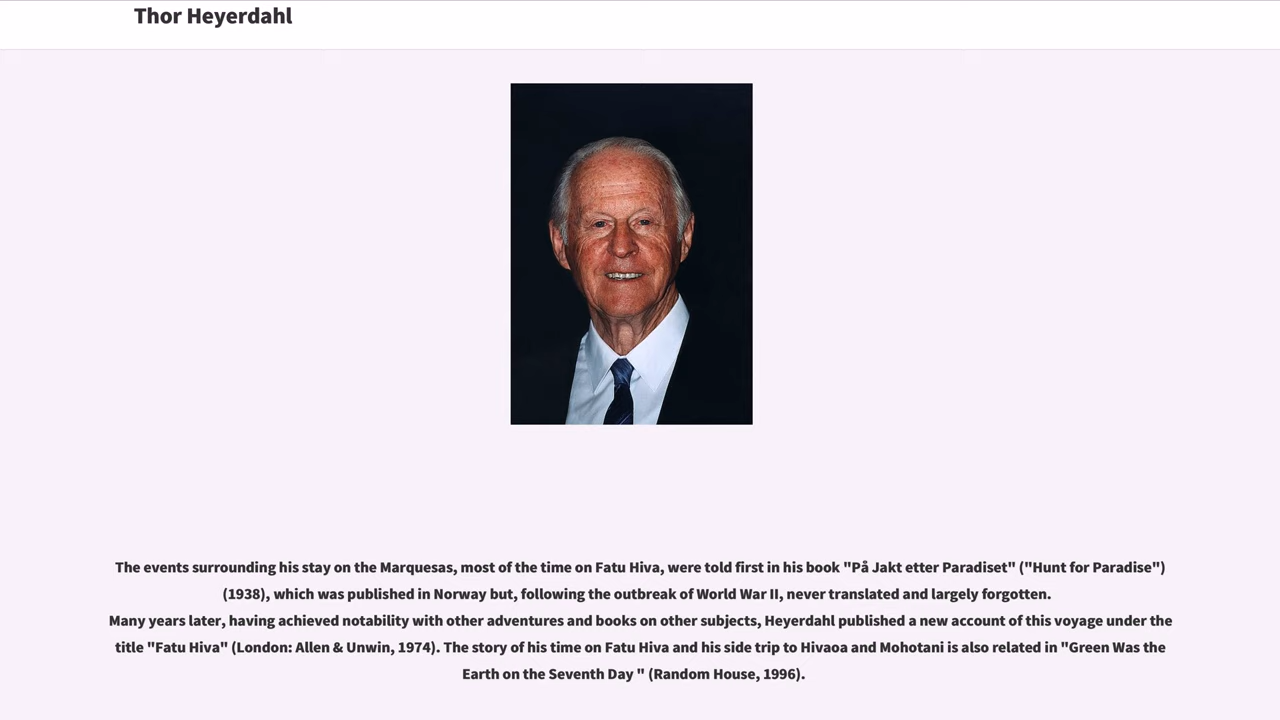 Thor Heyerdahl
The events surrounding his stay on the Marquesas, most of the time on Fatu Hiva, were told first in his book "På Jakt etter Paradiset" ("Hunt for Paradise")
(1938), which was published in Norway but, following the outbreak of World War II, never translated and largely forgotten.
Many years later, having achieved notability with other adventures and books on other subjects, Heyerdahl published a new account of this voyage under the
title "Fatu Hiva" (London: Allen & Unwin, 1974). The story of his time on Fatu Hiva and his side trip to Hivaoa and Mohotani is also related in "Green Was the
Earth on the Seventh Day " (Random House, 1996).